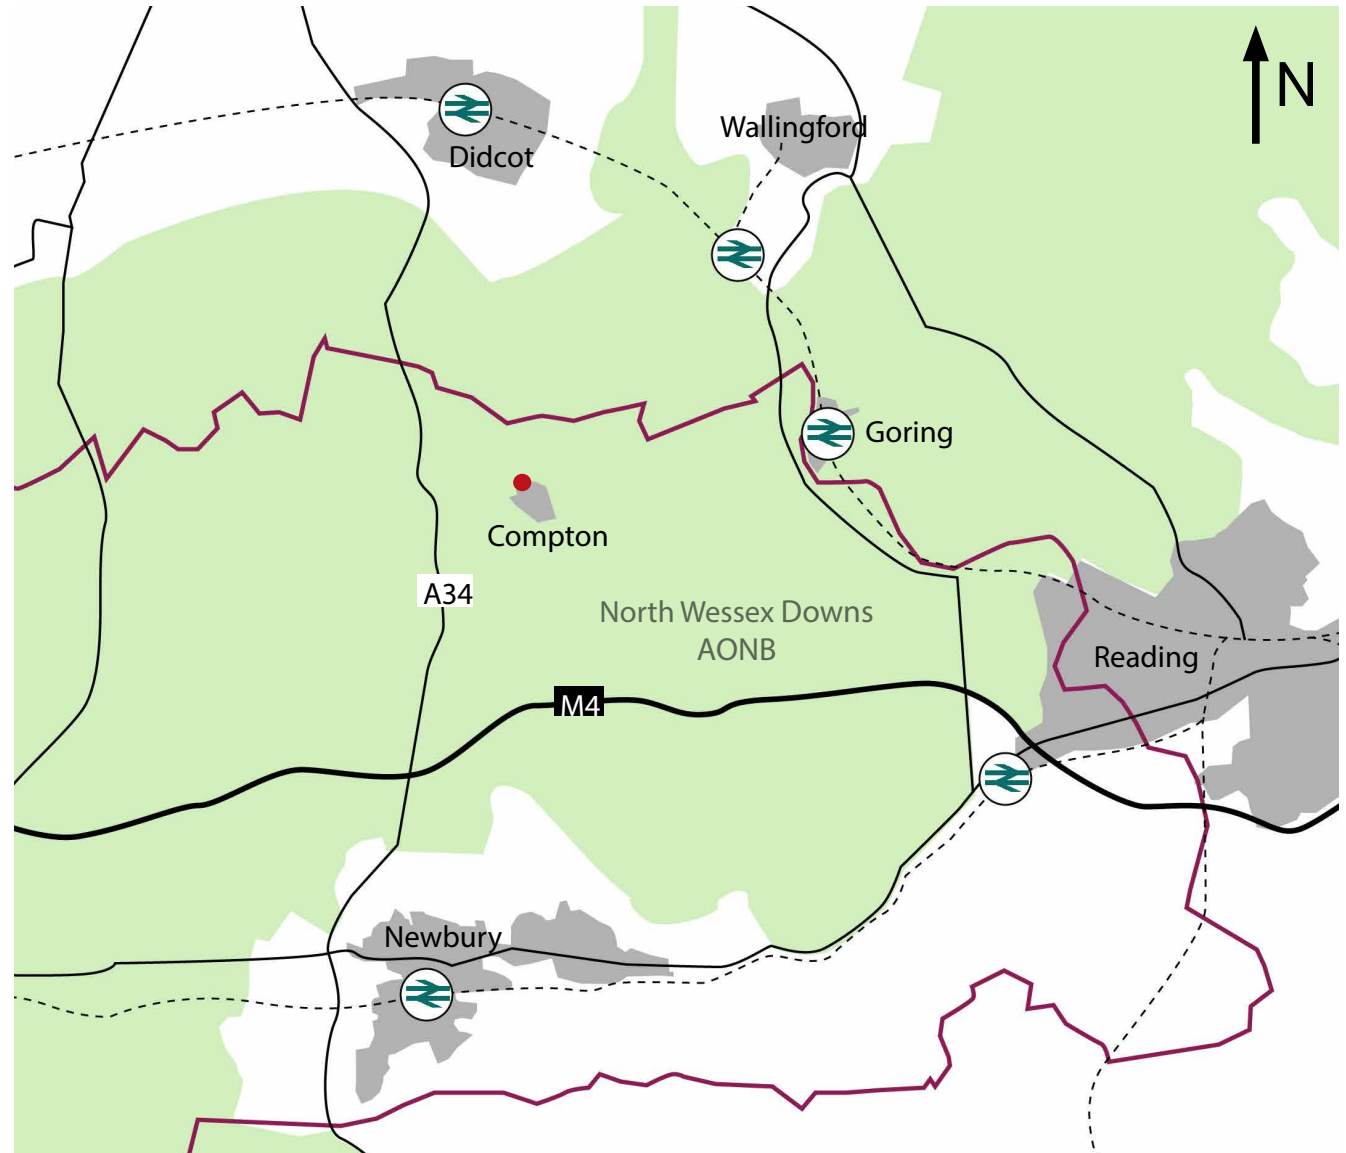 N
Wallingford
Didcot
Goring
Compton
A34
North Wessex Downs
AONB
Reading
M4
Newbury